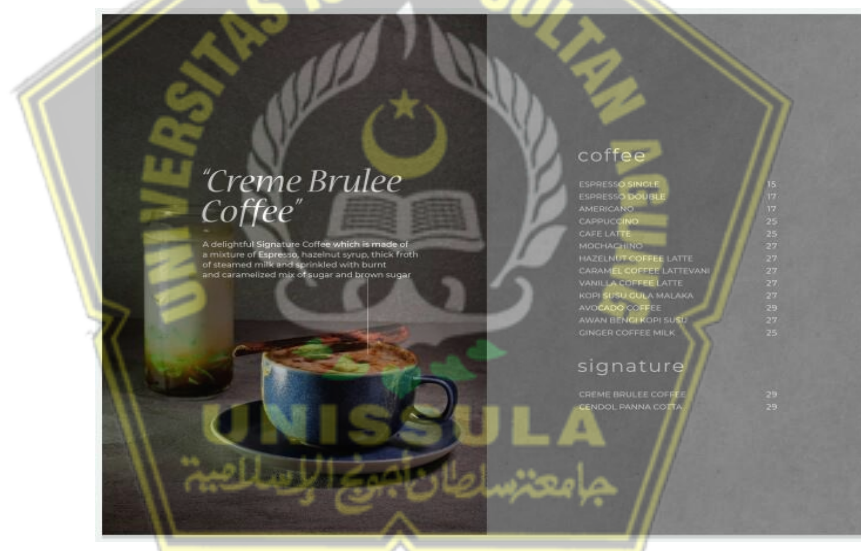 UNIVERSITAS ISLAM SULTAN AGUNG
"Creme Brulee
Coffee"
A delightful Signature Coffee which is made of
a mixture of Espresso, hazelnut syrup, thick froth
of steamed milk and sprinkled with burnt
and caramelized mix of sugar and brown sugar
coffee
ESPRESSO SINGLE 15
ESPRESSO DOUBLE 17
AMERICANO 17
CAPPUCCINO 25
CAFE LATTE 25
MOCHACHINO 27
HAZELNUT COFFEE LATTE 27
CARAMEL COFFEE LATTEVANI 27
VANILLA COFFEE LATTE 27
KOPI SUSU GULA MALAKA 27
AVOCADO COFFEE 29
AWAN BENGI KOPI SUSU 27
GINGER COFFEE MILK 25
signature
CREME BRULEE COFFEE 29
CENDOL PANNA COTTA 29
UNISSULA
جامعتنسلطان أجونج الإسلامية